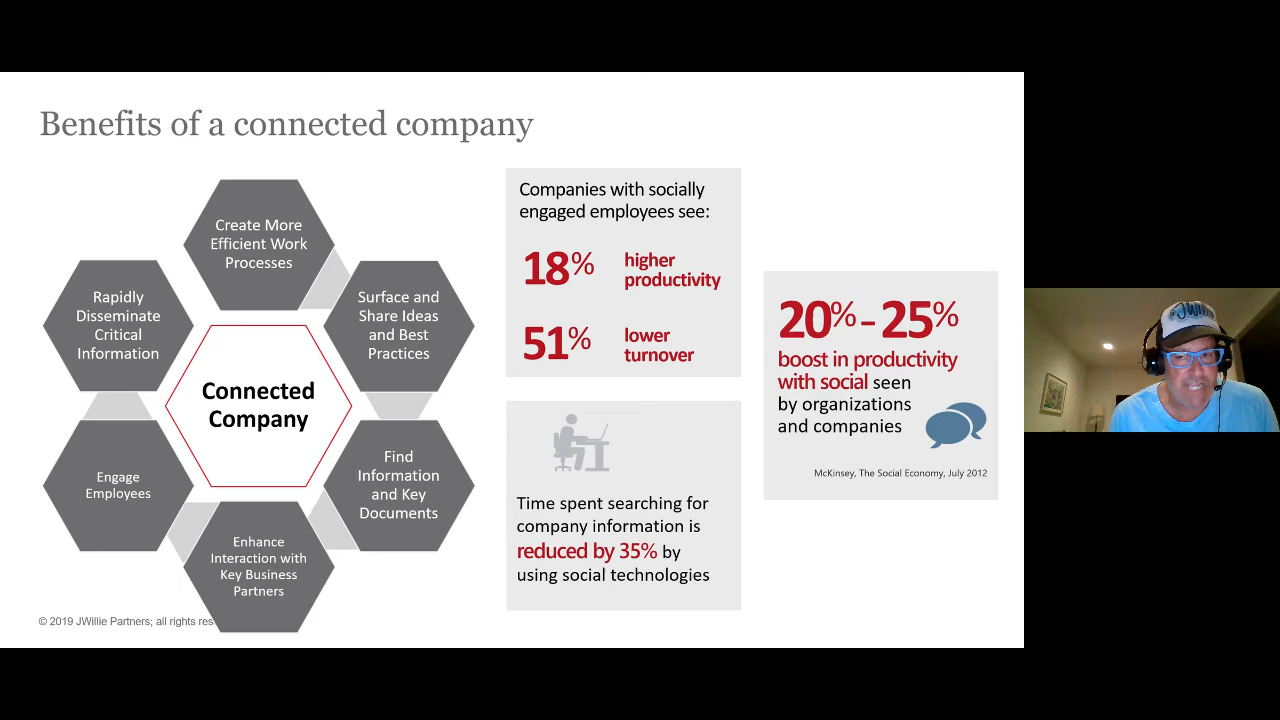 Benefits of a connected company
Create More
Efficient Work
Processes
Surface and
Share Ideas
and Best
Practices
Find
Information
and Key
Documents
Enhance
Interaction with
Key Business
Partners
Engage
Employees
Rapidly
Disseminate
Critical
Information
Connected
Company
Companies with socially
engaged employees see:
18% higher
productivity
51% lower
turnover
Time spent searching for
company information is
reduced by 35% by
using social technologies
20% - 25%
boost in productivity
with social seen
by organizations
and companies
McKinsey, The Social Economy, July 2012
© 2019 JWillie Partners; all rights res